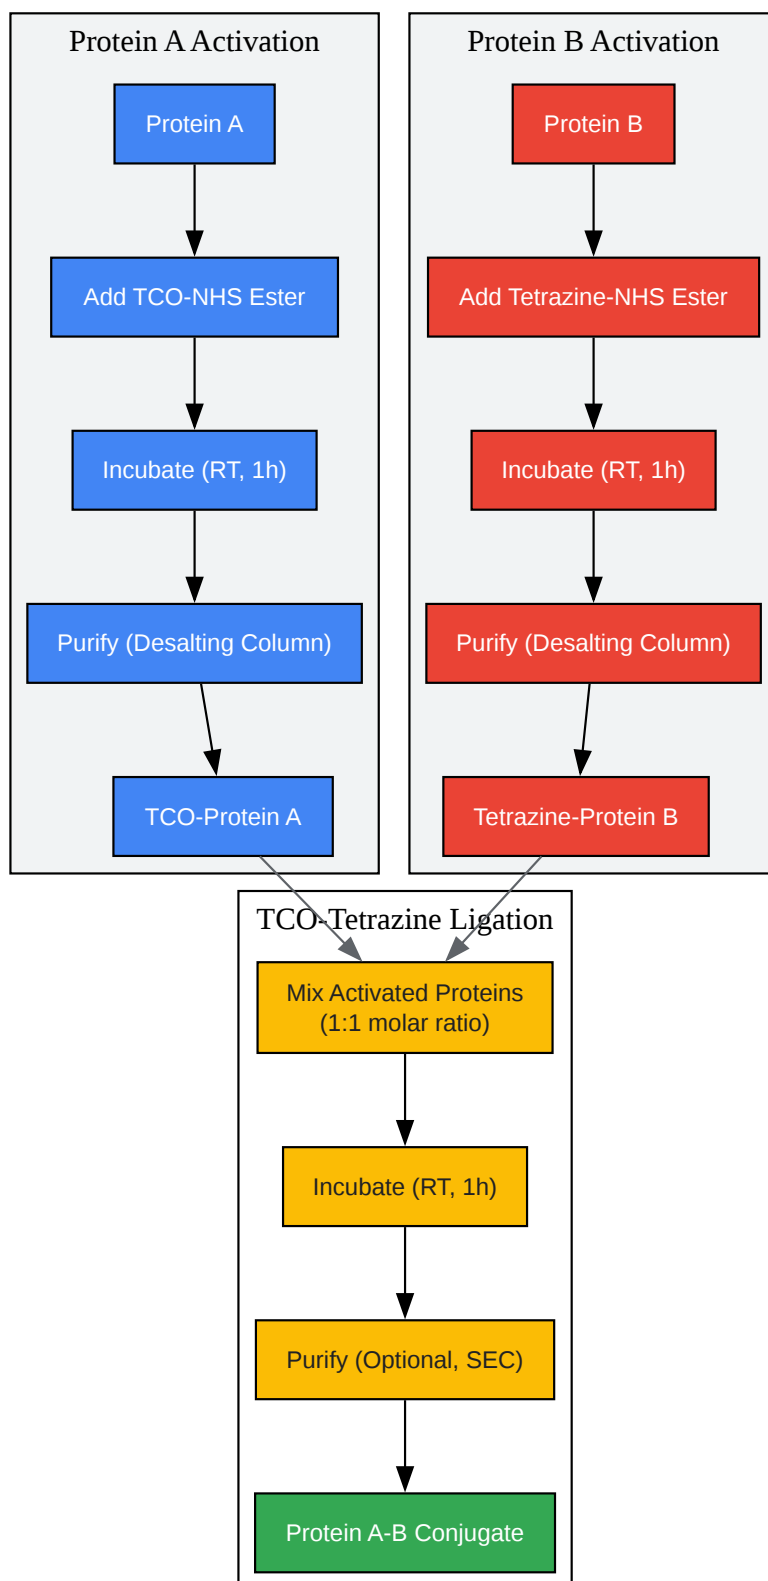 Protein A Activation
Protein A
Add TCO-NHS Ester
Incubate (RT, 1h)
Purify (Desalting Column)
TCO-Protein A
Protein B Activation
Protein B
Add Tetrazine-NHS Ester
Incubate (RT, 1h)
Purify (Desalting Column)
Tetrazine-Protein B
TCO-Tetrazine Ligation
Mix Activated Proteins
(1:1 molar ratio)
Incubate (RT, 1h)
Purify (Optional, SEC)
Protein A-B Conjugate